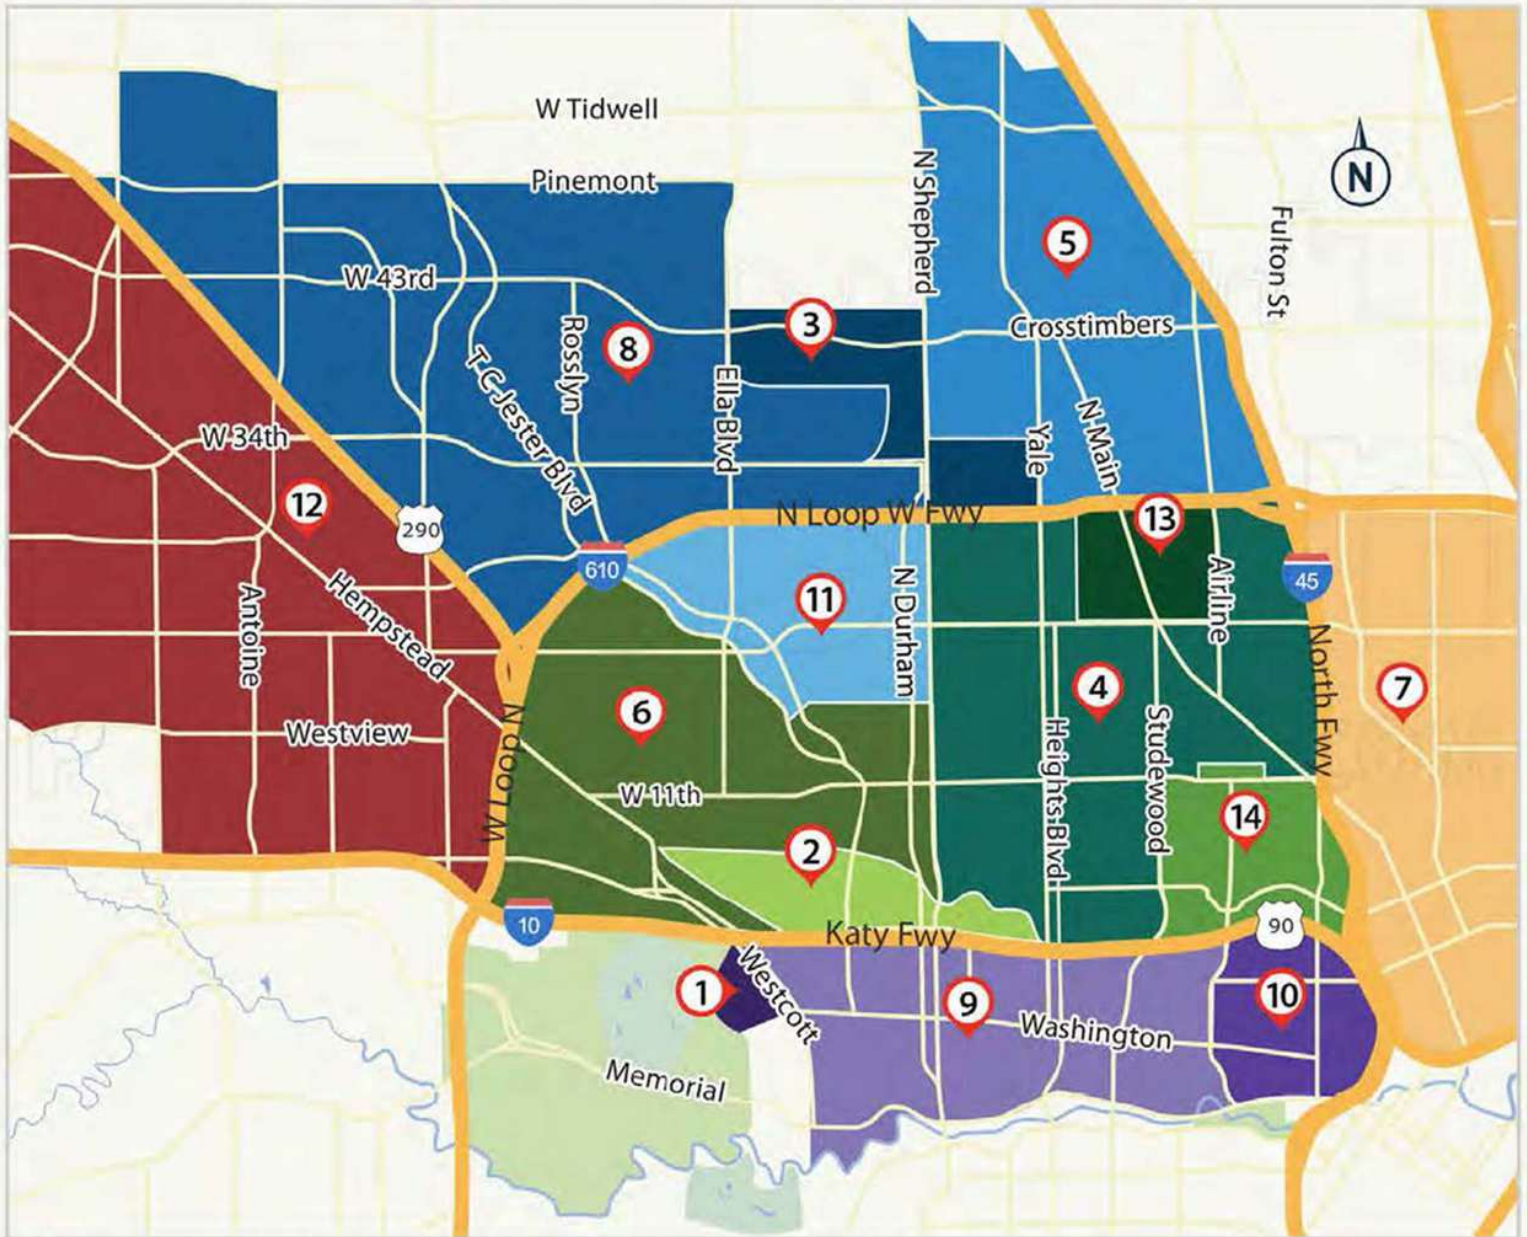 W Tidwell
N
Pinemont
N Shepherd
5
Fulton St
W 43rd
3
Crosstimbers
Rosslyn
8
T C Jester Blvd
Ella Blvd
N Main
Yale
W 34th
12
290
N Loop W Fwy
13
610
45
Antoine
Hempstead
11
N Durham
Airline
North Fwy
7
4
6
Westview
W Loop N
Heights Blvd
Studewood
W 11th
14
2
10
Katy Fwy
90
1
Westcott
9
10
Washington
Memorial